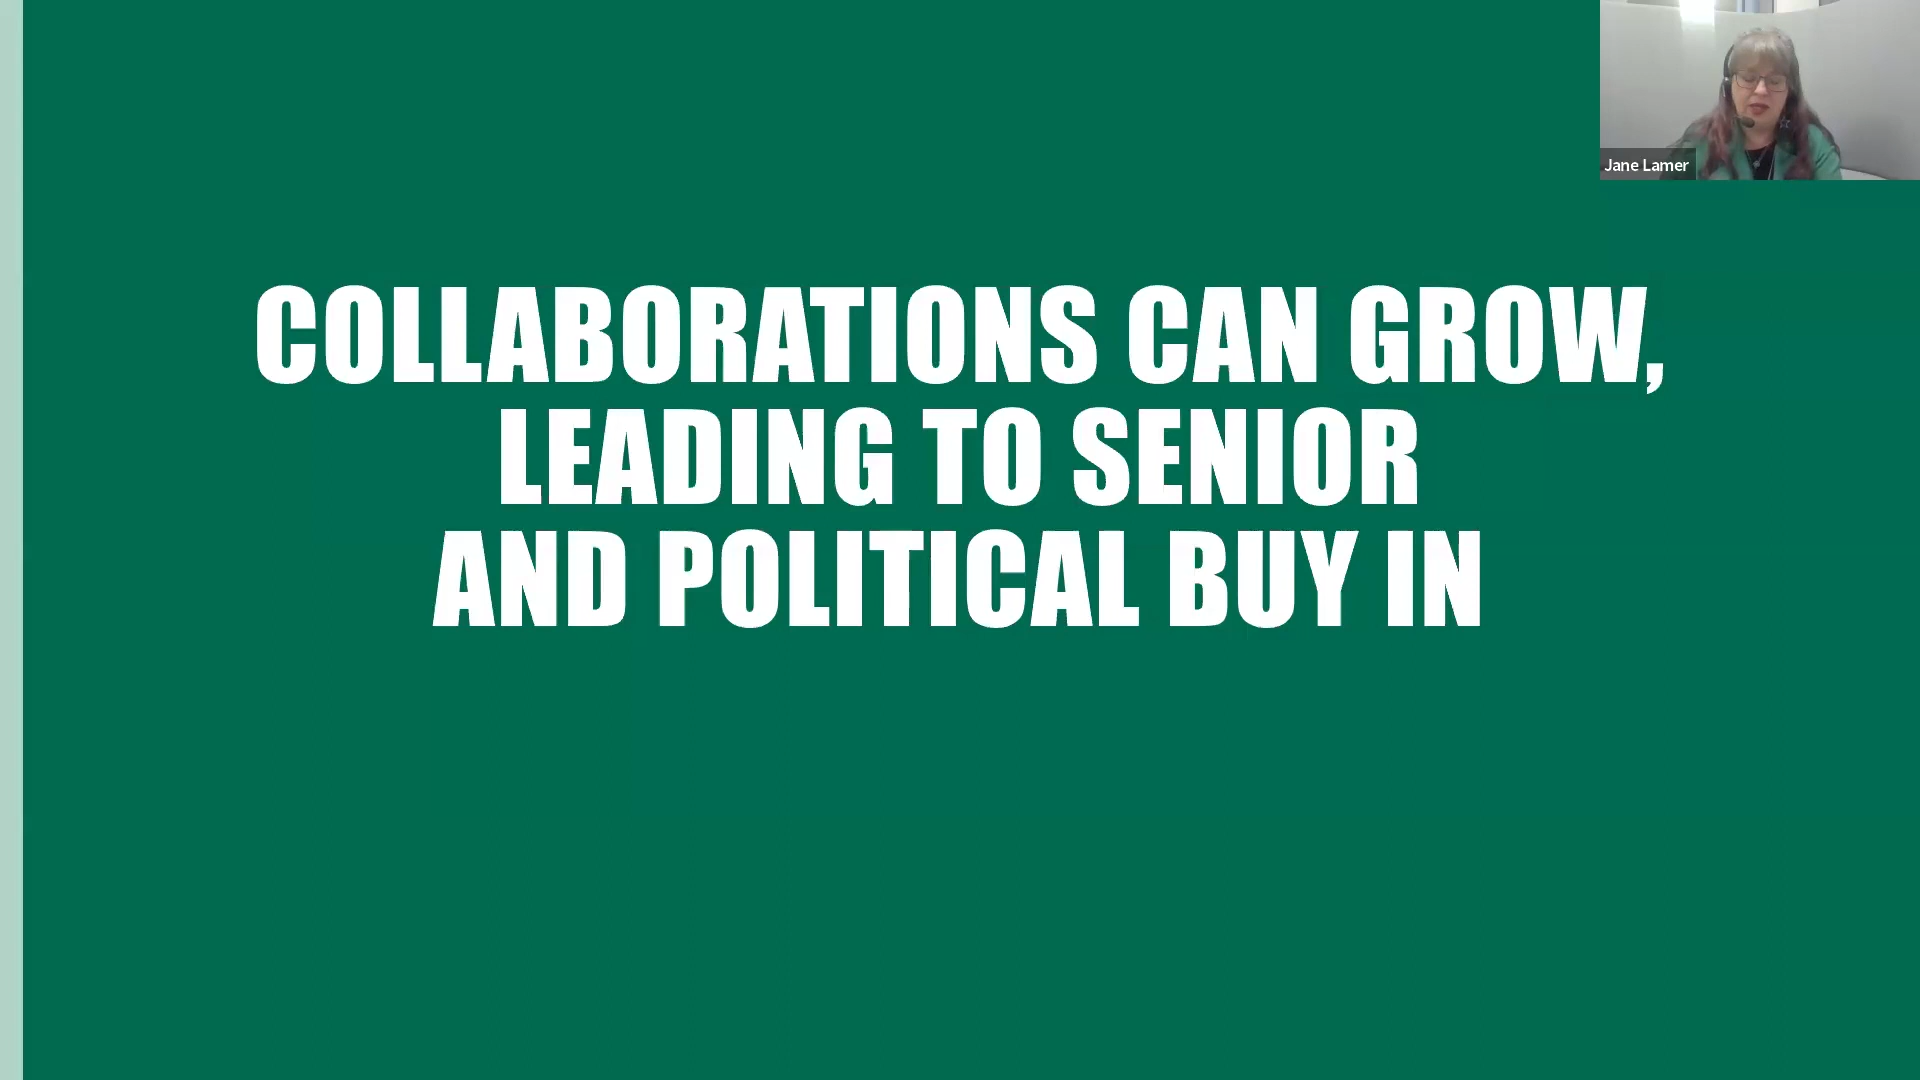 Jane Lamer
COLLABORATIONS CAN GROW,
LEADING TO SENIOR
AND POLITICAL BUY IN